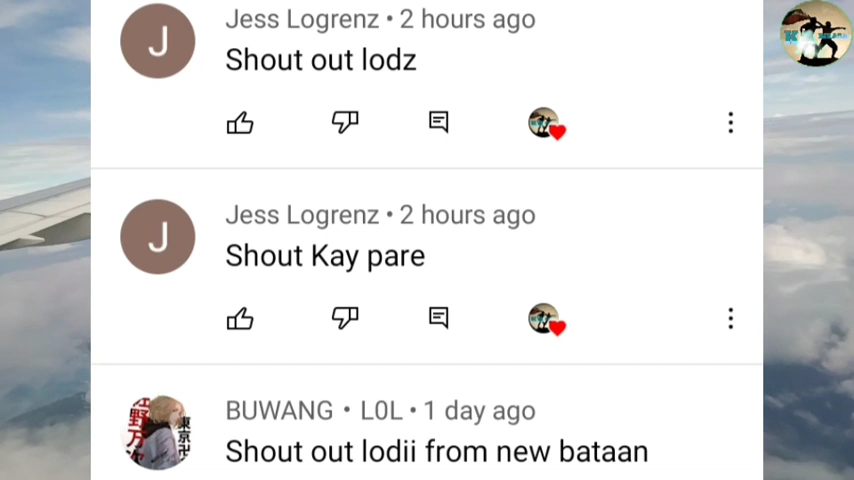 Jess Logrenz • 2 hours ago
Shout out lodz
Jess Logrenz • 2 hours ago
Shout Kay pare
BUWANG • L0L • 1 day ago
Shout out lodii from new bataan